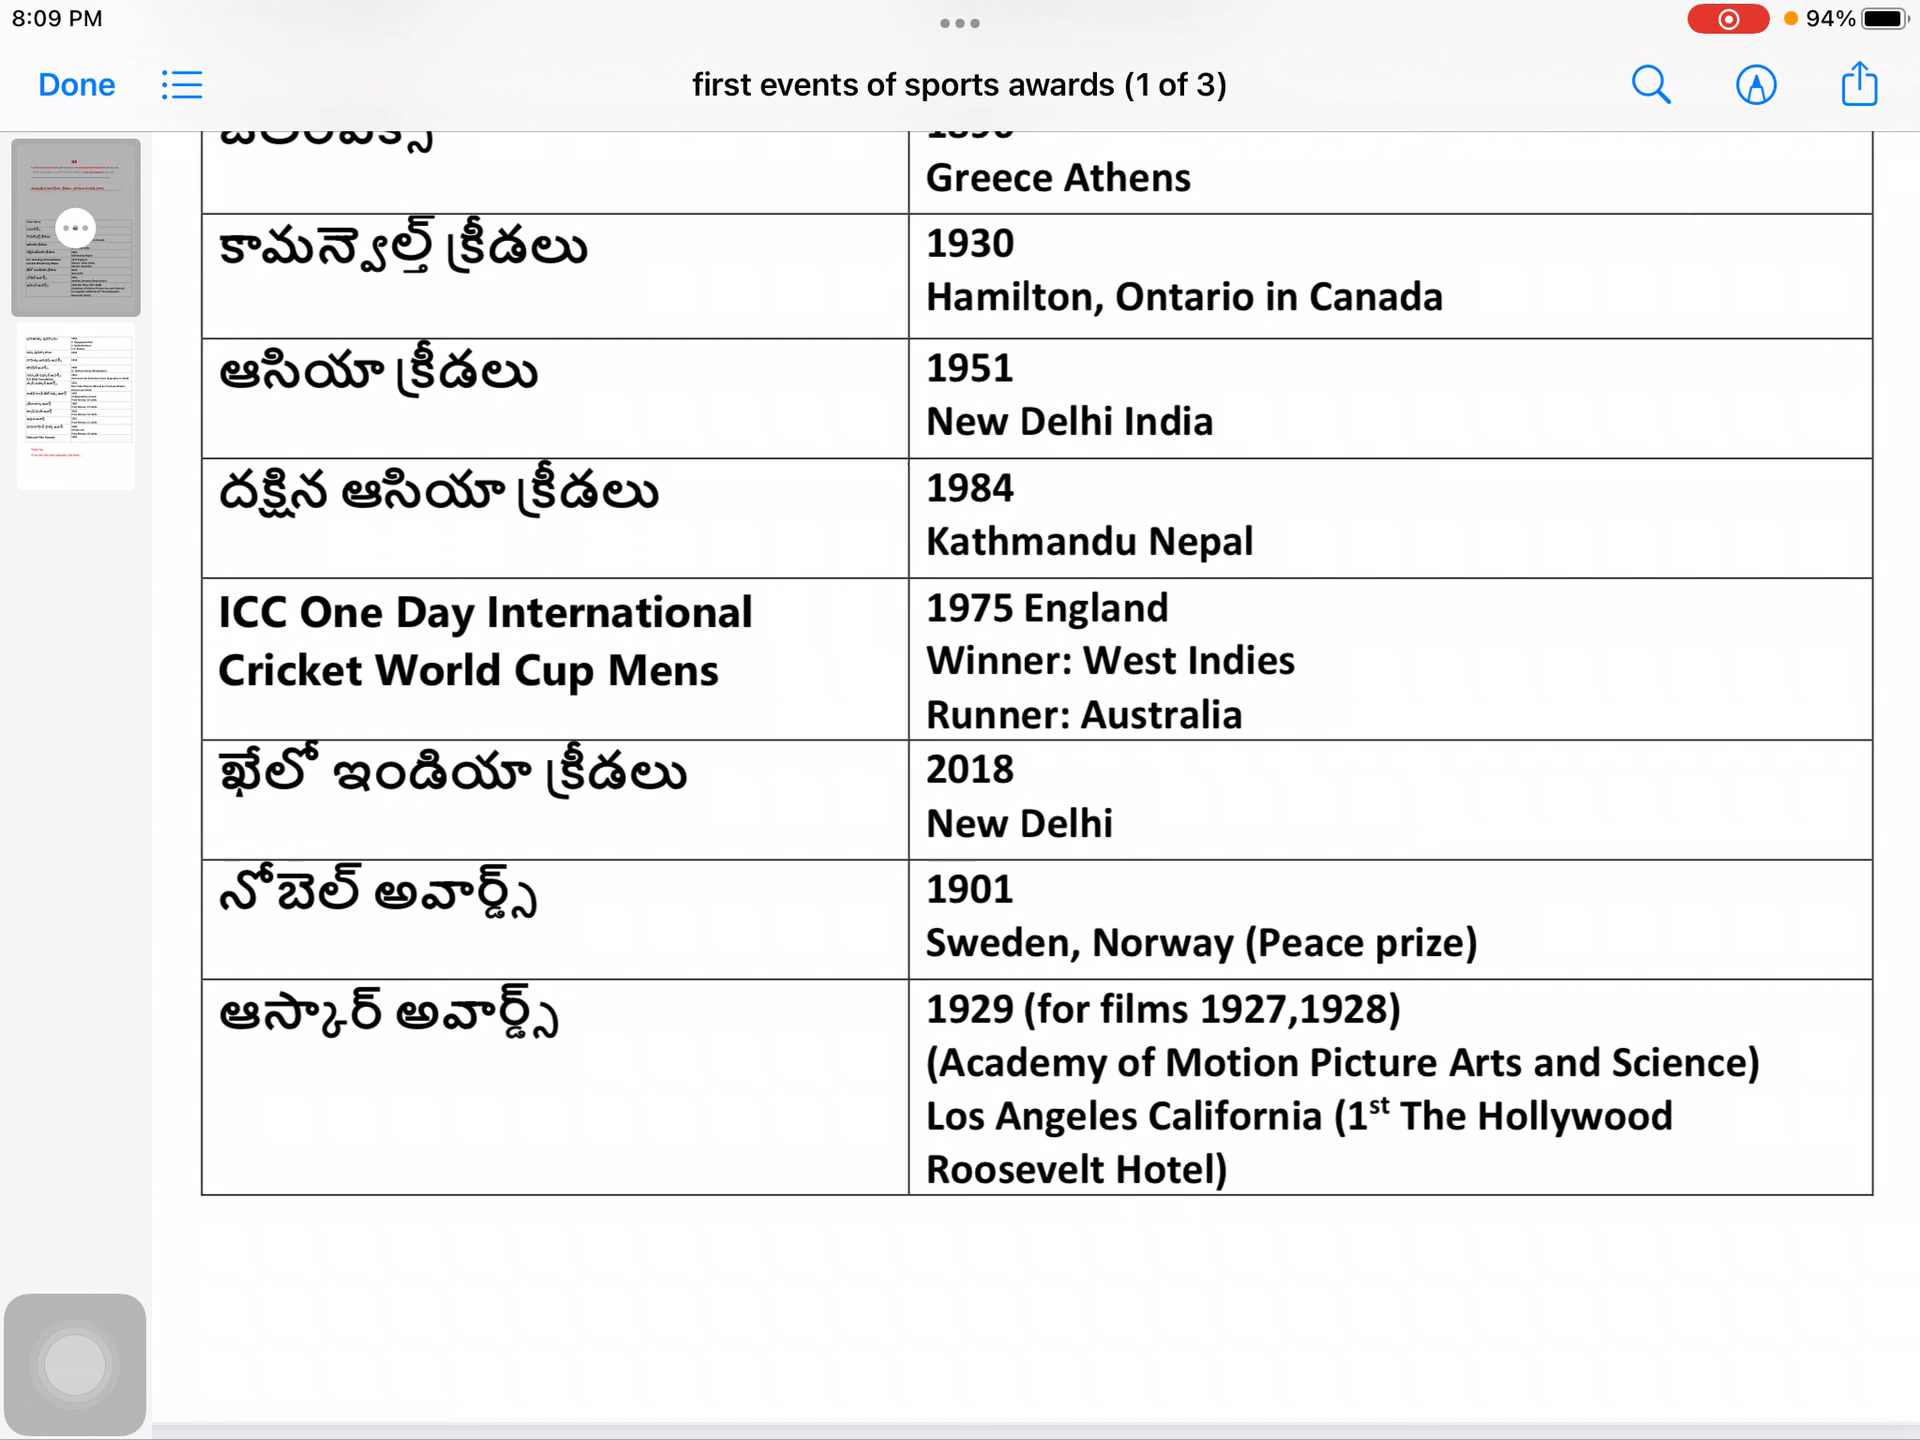 8:09 PM
94%
Done
first events of sports awards (1 of 3)
Greece Athens
కామన్వెల్త్ క్రీడలు
1930
Hamilton, Ontario in Canada
ఆసియా క్రీడలు
1951
New Delhi India
దక్షిన ఆసియా క్రీడలు
1984
Kathmandu Nepal
ICC One Day International
Cricket World Cup Mens
1975 England
Winner: West Indies
Runner: Australia
ఖేలో ఇండియా క్రీడలు
2018
New Delhi
నోబెల్ అవార్డ్స్
1901
Sweden, Norway (Peace prize)
ఆస్కార్ అవార్డ్స్
1929 (for films 1927,1928)
(Academy of Motion Picture Arts and Science)
Los Angeles California (1st The Hollywood
Roosevelt Hotel)